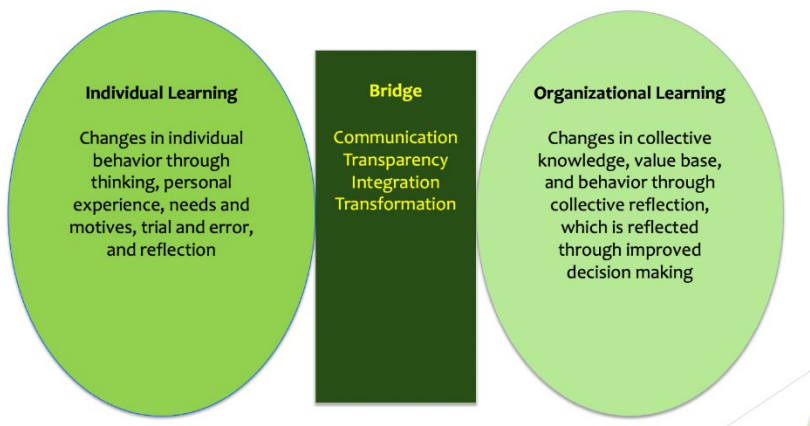 Individual Learning
Changes in individual
behavior through
thinking, personal
experience, needs and
motives, trial and error,
and reflection
Bridge
Communication
Transparency
Integration
Transformation
Organizational Learning
Changes in collective
knowledge, value base,
and behavior through
collective reflection,
which is reflected
through improved
decision making